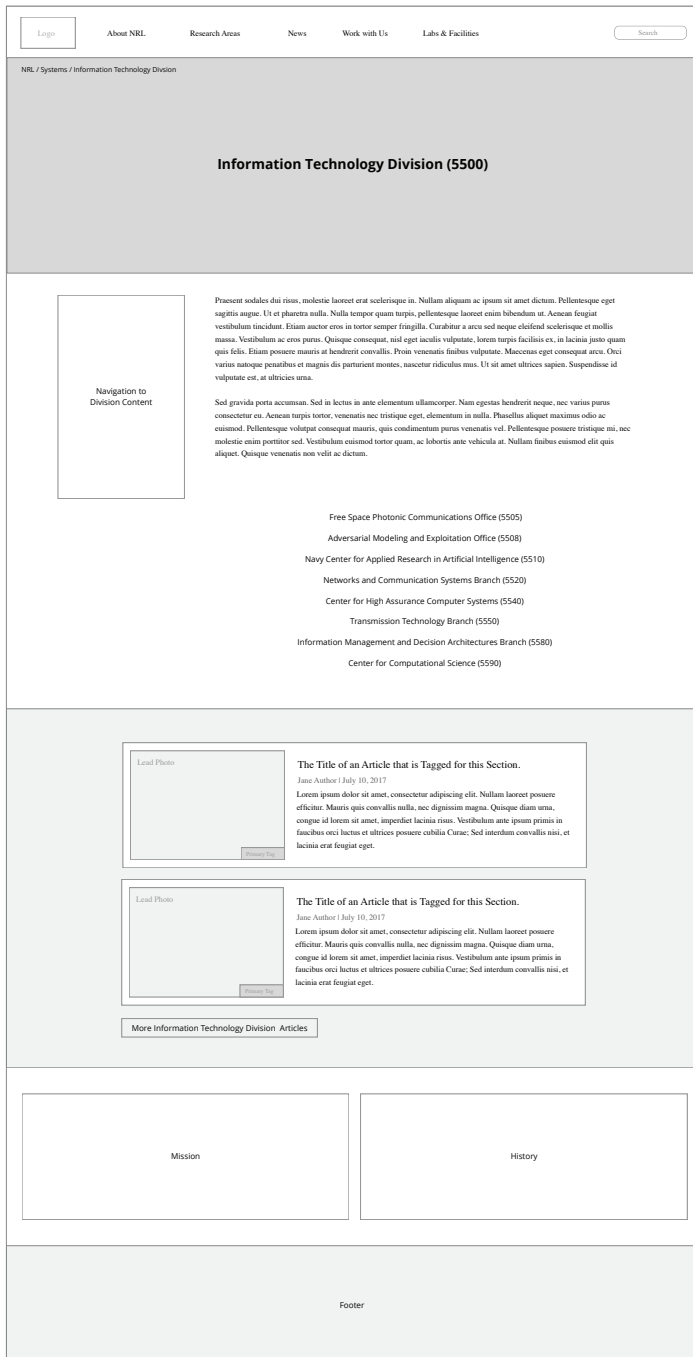 Logo
About NRL
Research Areas
News
Work with Us
Labs & Facilities
Search
NRL / Systems / Information Technology Divsion
Information Technology Division (5500)
Navigation to
Division Content
Praesent sodales dui risus, molestie laoreet erat scelerisque in. Nullam aliquam ac ipsum sit amet dictum. Pellentesque eget
sagittis augue. Ut et pharetra nulla. Nulla tempor quam turpis, pellentesque laoreet enim bibendum ut. Aenean feugiat
vestibulum tincidunt. Etiam auctor eros in tortor semper fringilla. Curabitur a arcu sed neque eleifend scelerisque et mollis
massa. Vestibulum ac eros purus. Quisque consequat, nisl eget iaculis vulputate, lorem turpis facilisis ex, in lacinia justo quam
quis felis. Etiam posuere mauris at hendrerit convallis. Proin venenatis finibus vulputate. Maecenas eget consequat arcu. Orci
varius natoque penatibus et magnis dis parturient montes, nascetur ridiculus mus. Ut sit amet ultrices sapien. Suspendisse id
vulputate est, at ultricies urna.
Sed gravida porta accumsan. Sed in lectus in ante elementum ullamcorper. Nam egestas hendrerit neque, nec varius purus
consectetur eu. Aenean turpis tortor, venenatis nec tristique eget, elementum in nulla. Phasellus aliquet maximus odio ac
euismod. Pellentesque volutpat consequat mauris, quis condimentum purus venenatis vel. Pellentesque posuere tristique mi, nec
molestie enim porttitor sed. Vestibulum euismod tortor quam, ac lobortis ante vehicula at. Nullam finibus euismod elit quis
aliquet. Quisque venenatis non velit ac dictum.
Free Space Photonic Communications Office (5505)
Adversarial Modeling and Exploitation Office (5508)
Navy Center for Applied Research in Artificial Intelligence (5510)
Networks and Communication Systems Branch (5520)
Center for High Assurance Computer Systems (5540)
Transmission Technology Branch (5550)
Information Management and Decision Architectures Branch (5580)
Center for Computational Science (5590)
Lead Photo
Primary Tag
The Title of an Article that is Tagged for this Section.
Jane Author | July 10, 2017
Lorem ipsum dolor sit amet, consectetur adipiscing elit. Nullam laoreet posuere
efficitur. Mauris quis convallis nulla, nec dignissim magna. Quisque diam urna,
congue id lorem sit amet, imperdiet lacinia risus. Vestibulum ante ipsum primis in
faucibus orci luctus et ultrices posuere cubilia Curae; Sed interdum convallis nisi, et
lacinia erat feugiat eget.
Lead Photo
Primary Tag
The Title of an Article that is Tagged for this Section.
Jane Author | July 10, 2017
Lorem ipsum dolor sit amet, consectetur adipiscing elit. Nullam laoreet posuere
efficitur. Mauris quis convallis nulla, nec dignissim magna. Quisque diam urna,
congue id lorem sit amet, imperdiet lacinia risus. Vestibulum ante ipsum primis in
faucibus orci luctus et ultrices posuere cubilia Curae; Sed interdum convallis nisi, et
lacinia erat feugiat eget.
More Information Technology Division  Articles
Mission
History
Footer